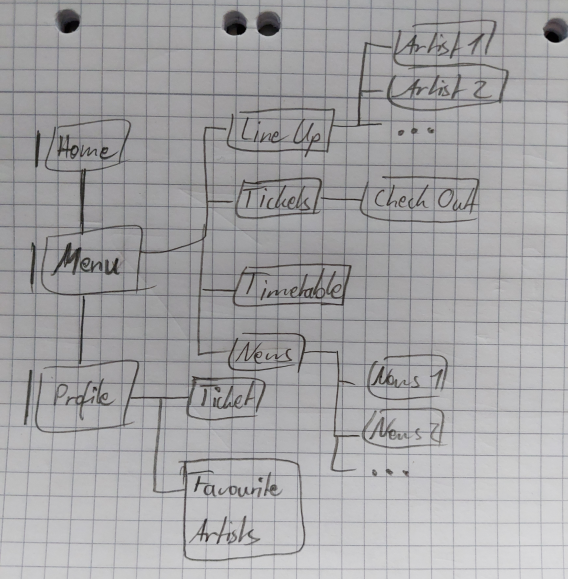 Artist 1
Artist 2
...
Line Up
Home
Tickets
Check Out
Menu
Timetable
News
News 1
Profile
Ticket
News 2
...
Favourite
Artists